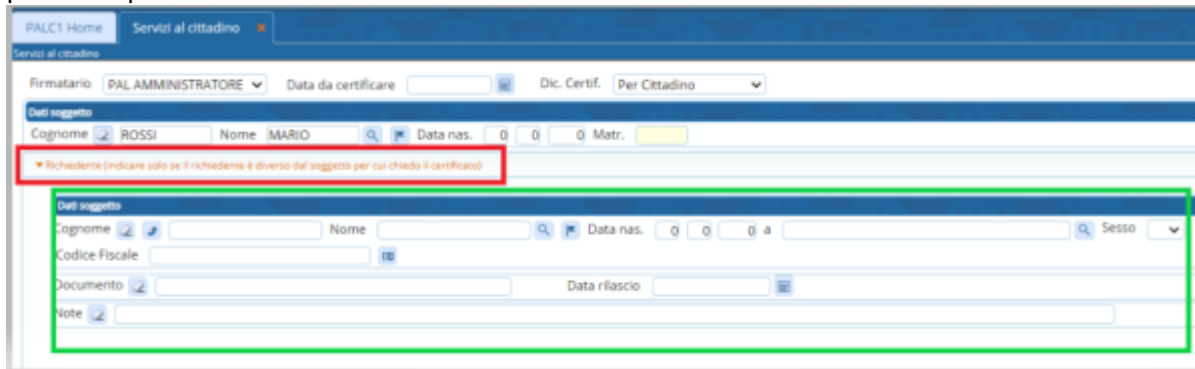 PALC1 Home Servizi al cittadino
Servizi al cittadino
Firmatario PAL AMMINISTRATORE Data da certificare Dic. Certif. Per Cittadino
Dati soggetto
Cognome ROSSI Nome MARIO Data nas. 0 0 0 Matr.
Richiedente (indicare solo se il richiedente è diverso dal soggetto per cui chiedo il certificato)
Dati soggetto
Cognome Nome Data nas. 0 0 0 a Sesso
Codice Fiscale
Documento Data rilascio
Note